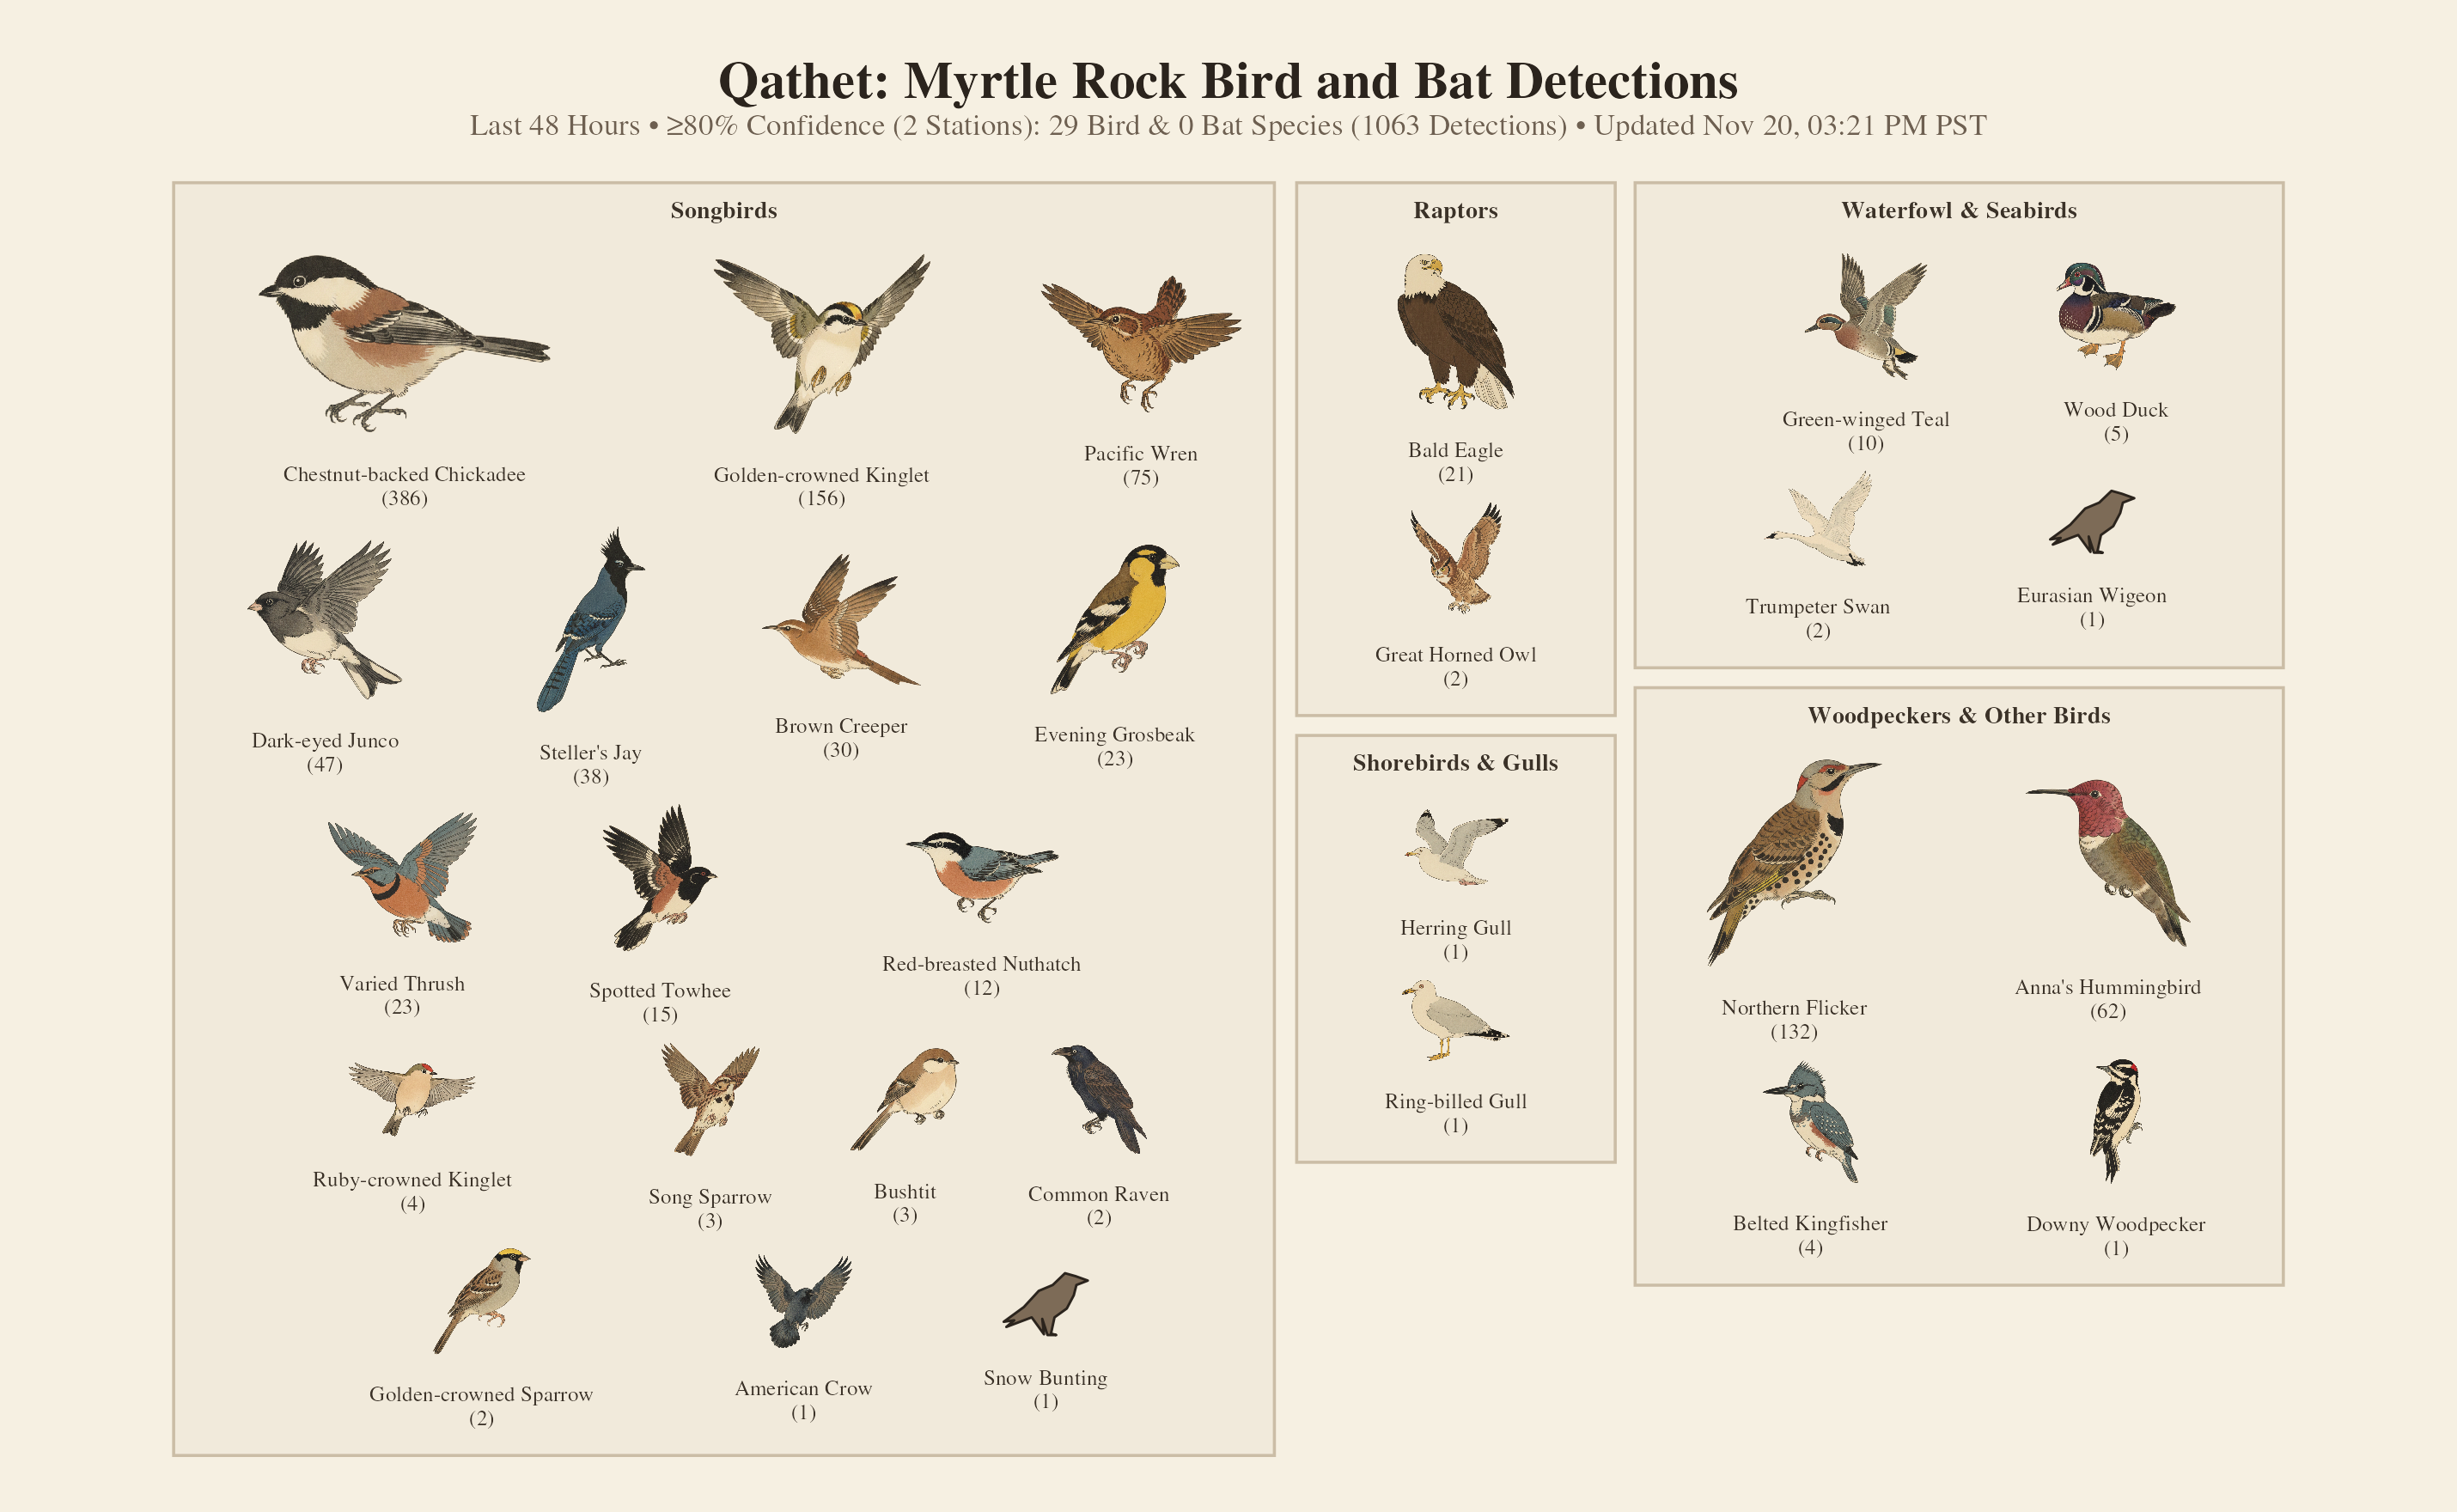 Qathet: Myrtle Rock Bird and Bat Detections
Last 48 Hours • ≥80% Confidence (2 Stations): 29 Bird & 0 Bat Species (1063 Detections) • Updated Nov 20, 03:21 PM PST
Songbirds
Chestnut-backed Chickadee
(386)
Golden-crowned Kinglet
(156)
Pacific Wren
(75)
Dark-eyed Junco
(47)
Steller's Jay
(38)
Brown Creeper
(30)
Evening Grosbeak
(23)
Varied Thrush
(23)
Spotted Towhee
(15)
Red-breasted Nuthatch
(12)
Ruby-crowned Kinglet
(4)
Song Sparrow
(3)
Bushtit
(3)
Common Raven
(2)
Golden-crowned Sparrow
(2)
American Crow
(1)
Snow Bunting
(1)
Raptors
Bald Eagle
(21)
Great Horned Owl
(2)
Shorebirds & Gulls
Herring Gull
(1)
Ring-billed Gull
(1)
Waterfowl & Seabirds
Green-winged Teal
(10)
Wood Duck
(5)
Trumpeter Swan
(2)
Eurasian Wigeon
(1)
Woodpeckers & Other Birds
Northern Flicker
(132)
Anna's Hummingbird
(62)
Belted Kingfisher
(4)
Downy Woodpecker
(1)